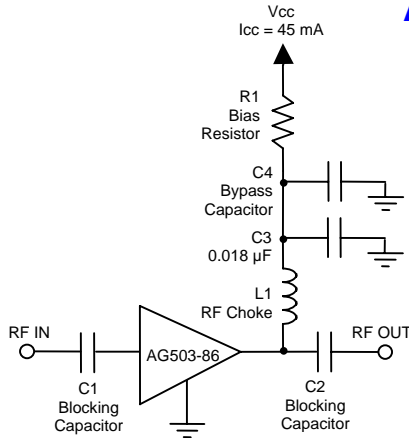 Vcc
Icc = 45 mA
R1
Bias
Resistor
C4
Bypass
Capacitor
C3
0.018 µF
L1
RF Choke
RF IN
AG503-86
RF OUT
C1
Blocking
Capacitor
C2
Blocking
Capacitor